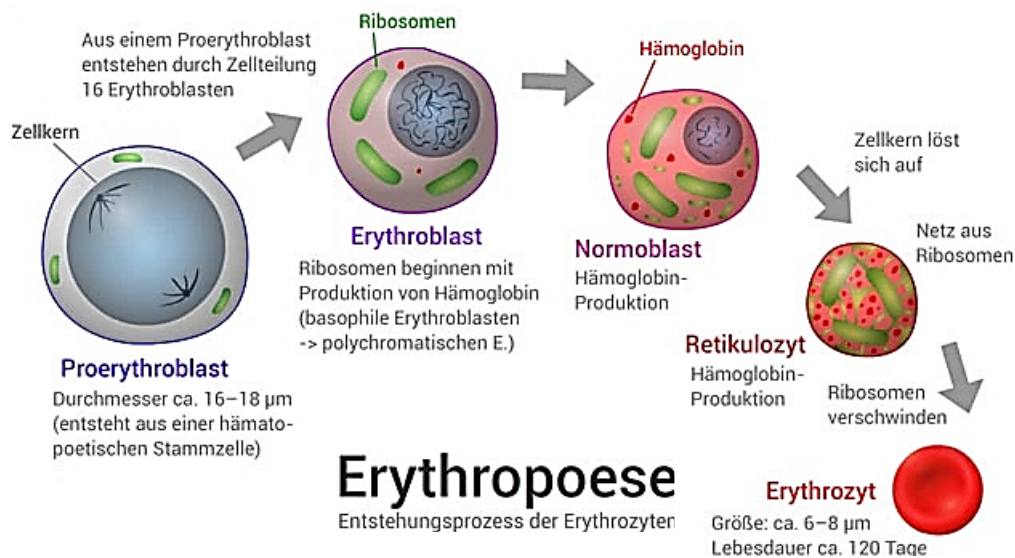 Aus einem Proerythroblast
entstehen durch Zellteilung
16 Erythroblasten
Zellkern
Proerythroblast
Durchmesser ca. 16–18 µm
(entsteht aus einer hämato-
poetischen Stammzelle)
Ribosomen
Erythroblast
Ribosomen beginnen mit
Produktion von Hämoglobin
(basophile Erythroblasten
-> polychromatischen E.)
Hämoglobin
Normoblast
Hämoglobin-
Produktion
Zellkern löst
sich auf
Netz aus
Ribosomen
Retikulozyt
Hämoglobin-
Produktion
Ribosomen
verschwinden
Erythrozyt
Größe: ca. 6–8 µm
Lebesdauer ca. 120 Tage
Erythropoese
Entstehungsprozess der Erythrozyten